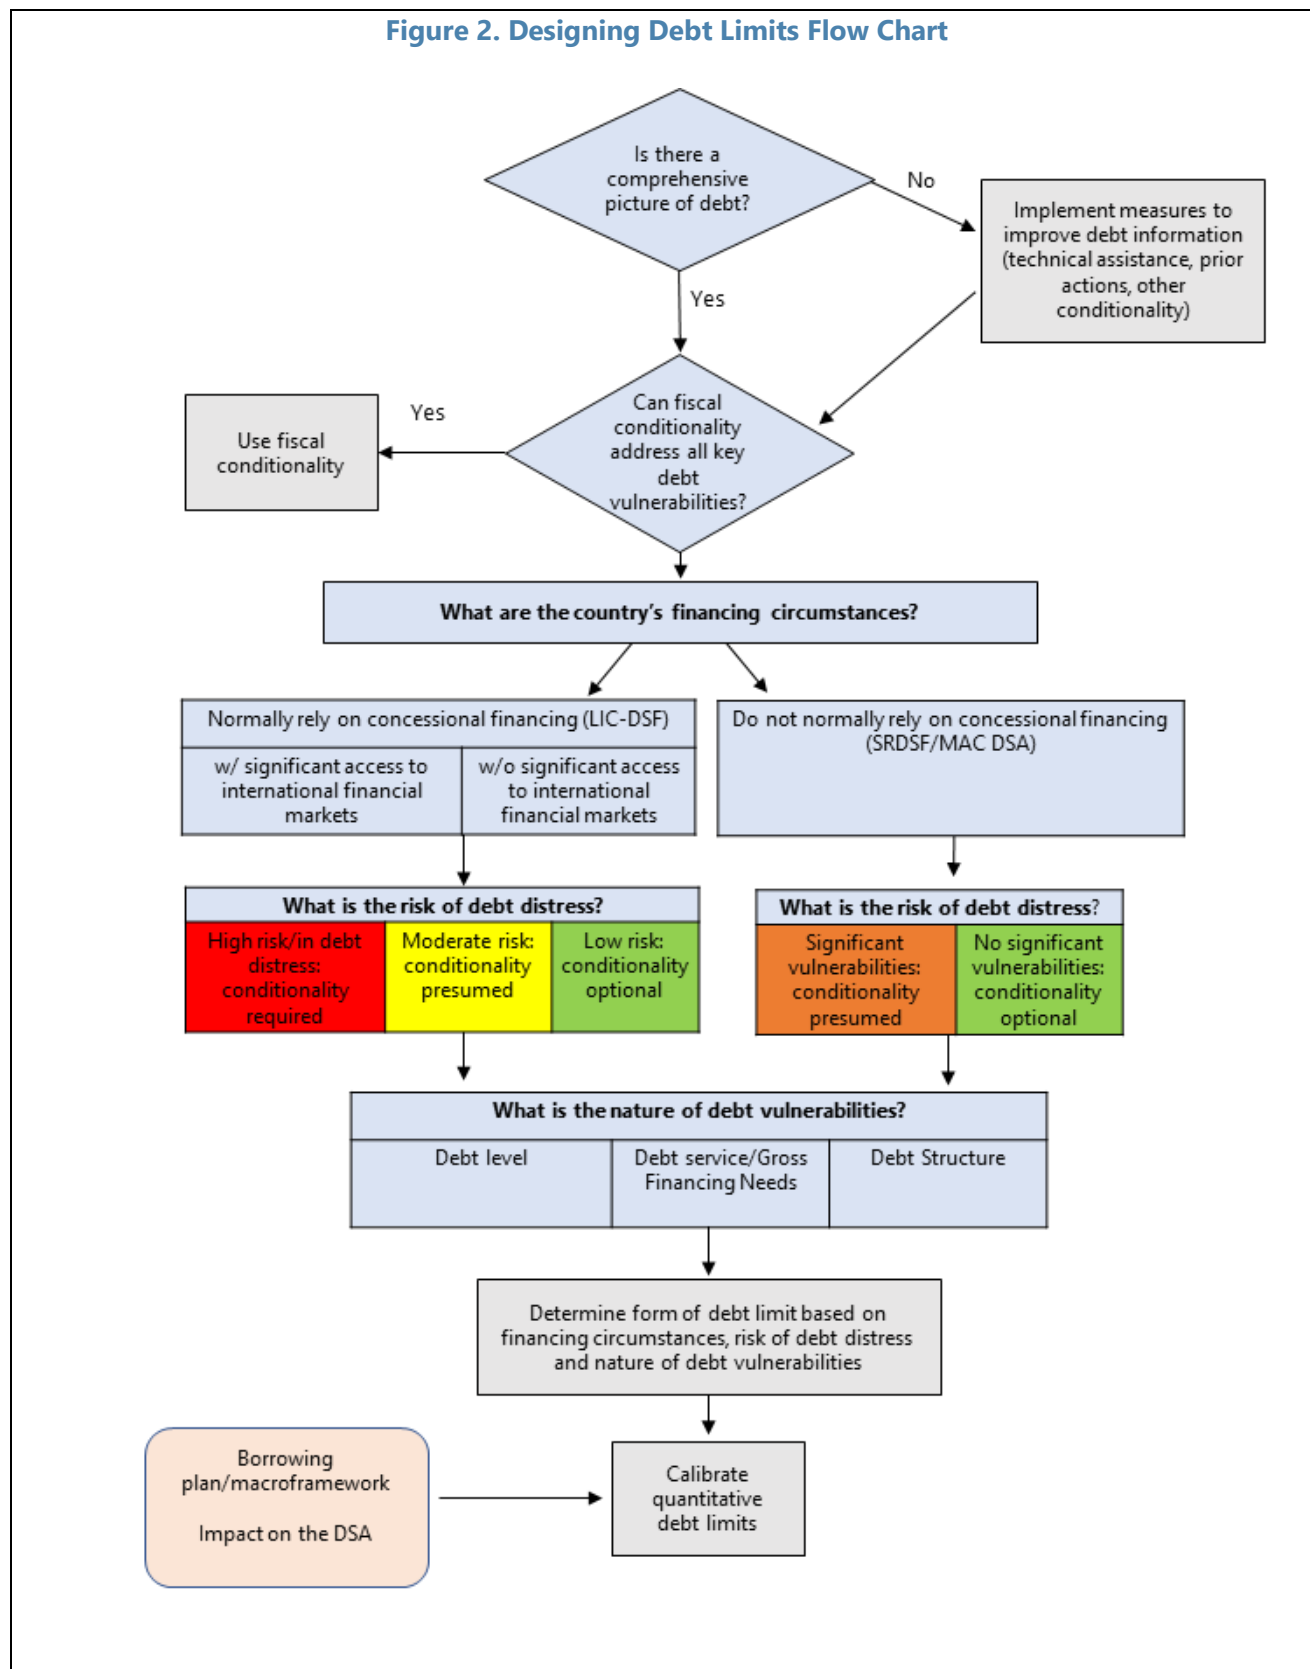 Figure 2. Designing Debt Limits Flow Chart
Is there a
comprehensive
picture of debt?
No
Implement measures to
improve debt information
(technical assistance, prior
actions, other
conditionality)
Yes
Can fiscal
conditionality
address all key
debt
vulnerabilities?
Yes
Use fiscal
conditionality
What are the country's financing circumstances?
Normally rely on concessional financing (LIC-DSF)
w/ significant access to
international financial
markets
w/o significant access
to international
financial markets
Do not normally rely on concessional financing
(SRDSF/MAC DSA)
What is the risk of debt distress?
High risk/in debt
distress:
conditionality
required
Moderate risk:
conditionality
presumed
Low risk:
conditionality
optional
What is the risk of debt distress?
Significant
vulnerabilities:
conditionality
presumed
No significant
vulnerabilities:
conditionality
optional
What is the nature of debt vulnerabilities?
Debt level
Debt service/Gross
Financing Needs
Debt Structure
Determine form of debt limit based on
financing circumstances, risk of debt distress
and nature of debt vulnerabilities
Borrowing
plan/macroframework
Impact on the DSA
Calibrate
quantitative
debt limits